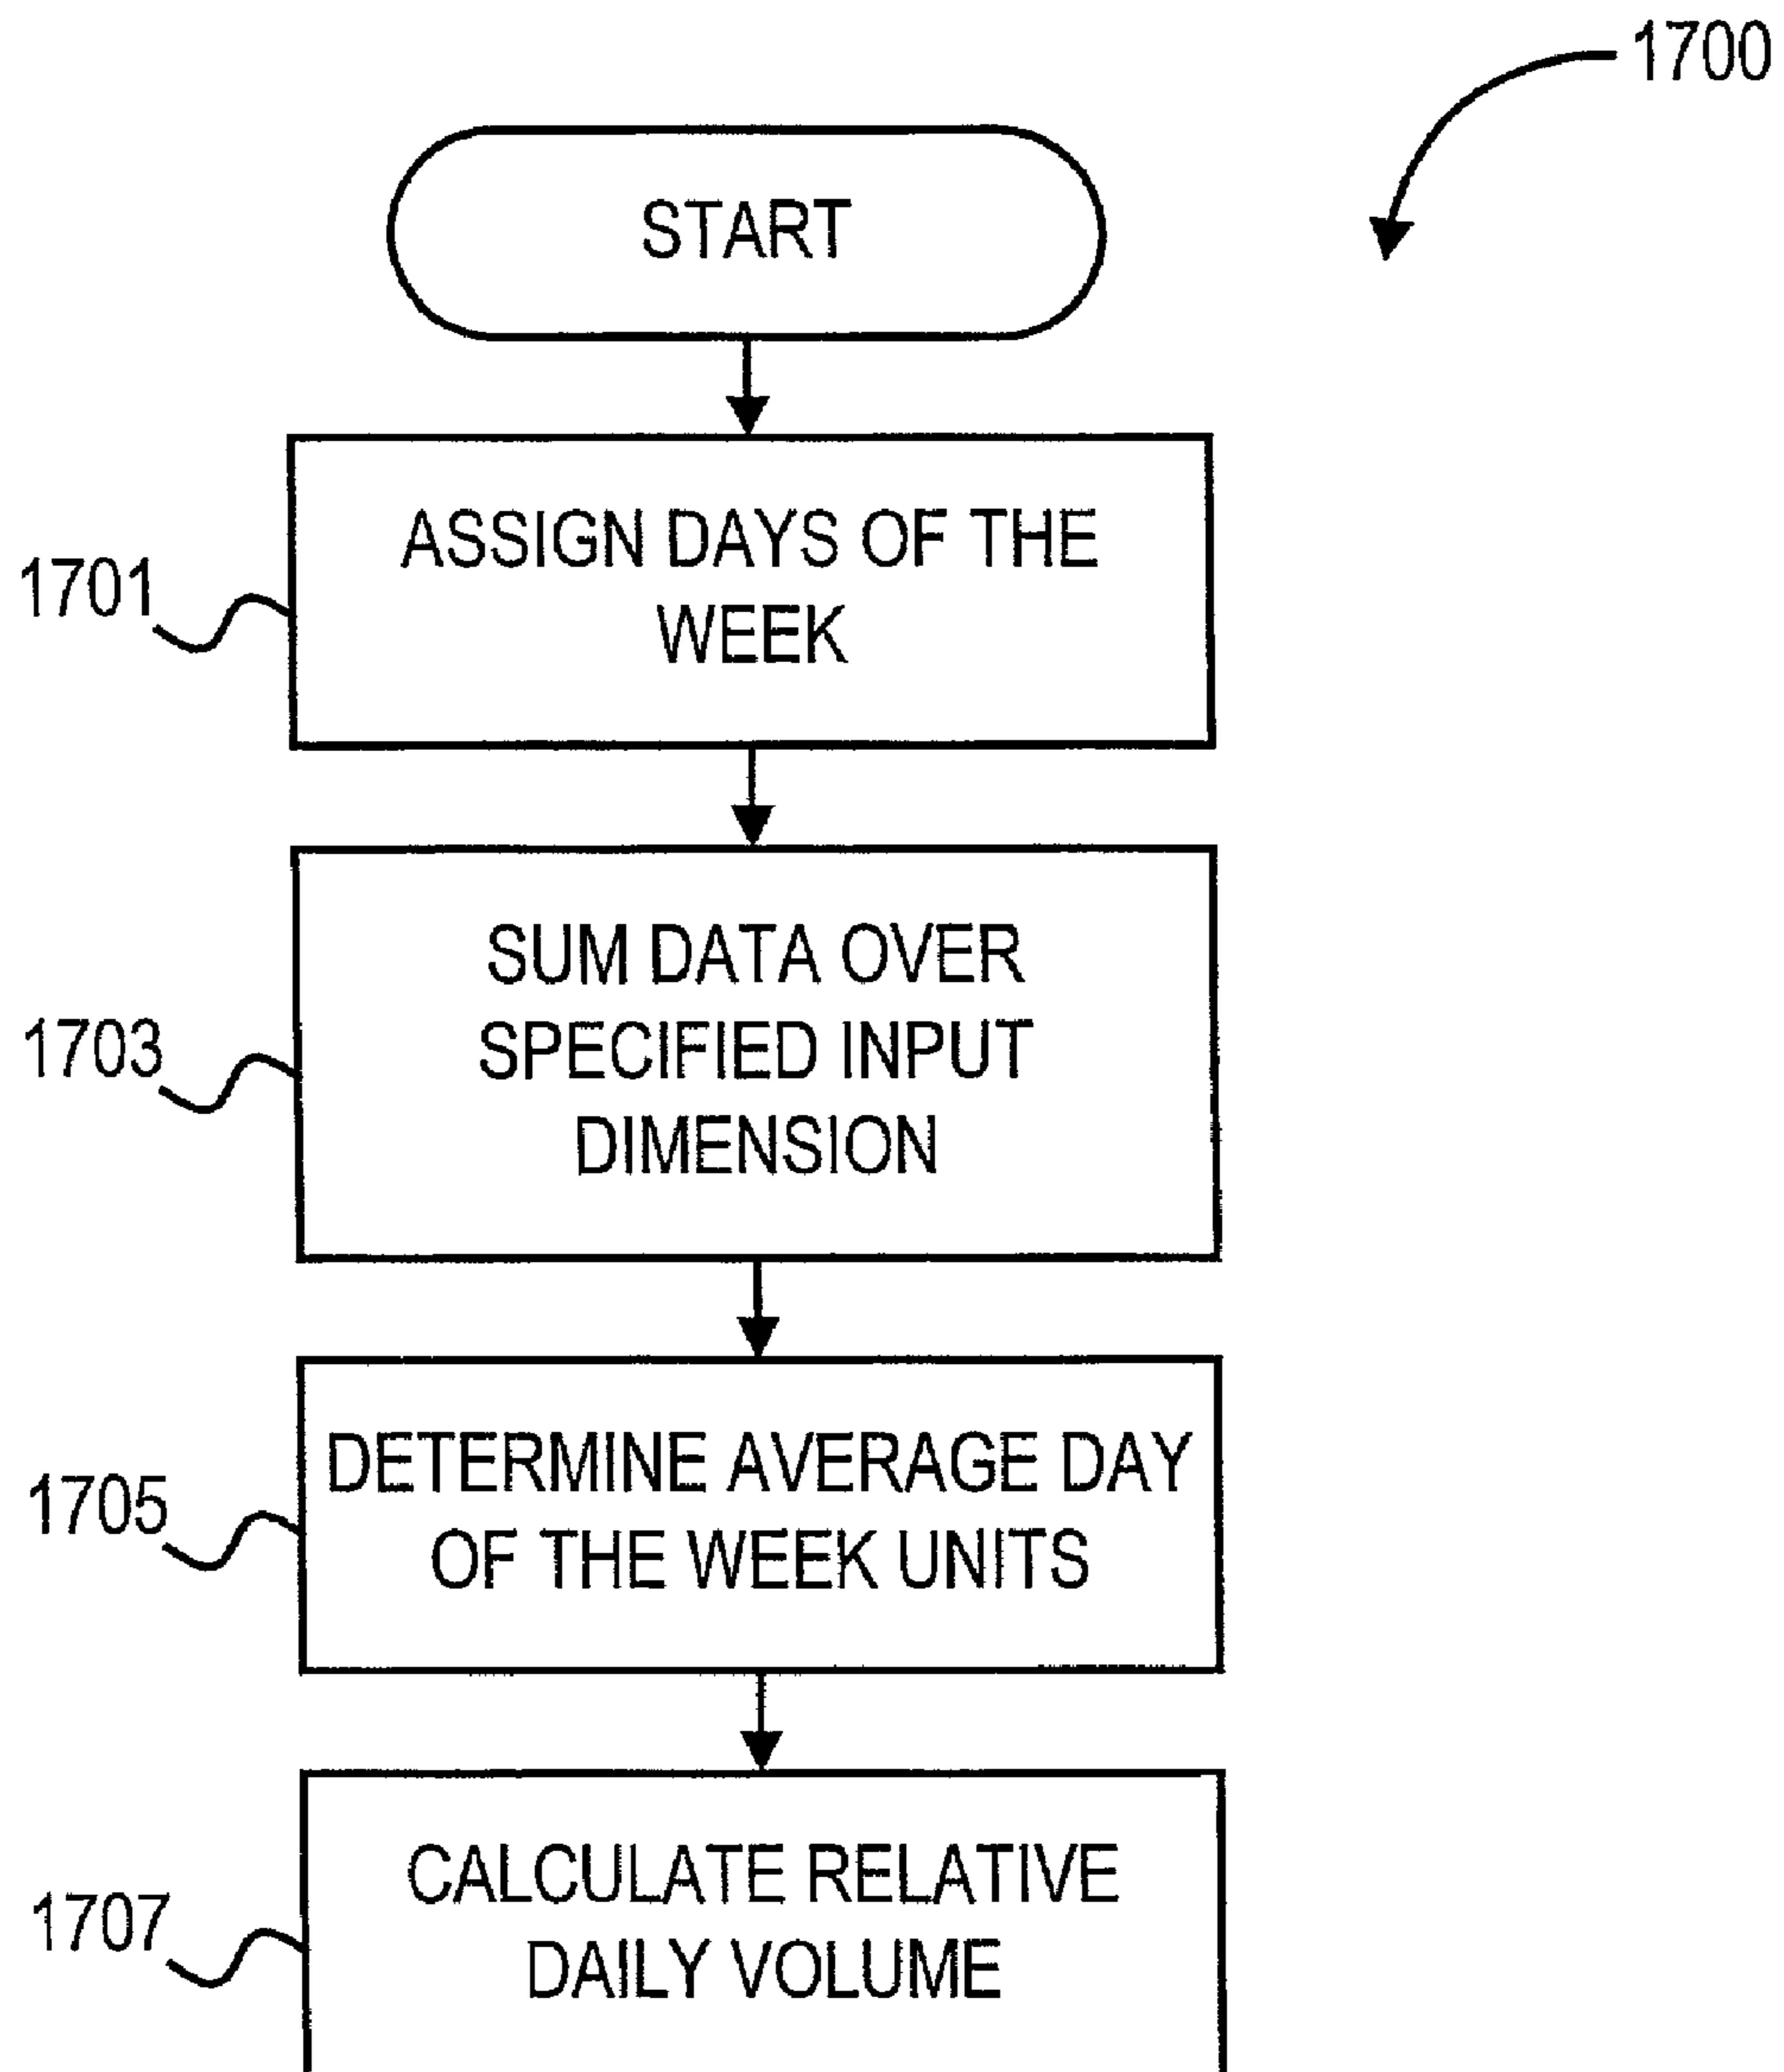 1700
START
ASSIGN DAYS OF THE
WEEK
1701
SUM DATA OVER
SPECIFIED INPUT
DIMENSION
1703
DETERMINE AVERAGE DAY
OF THE WEEK UNITS
1705
CALCULATE RELATIVE
DAILY VOLUME
1707